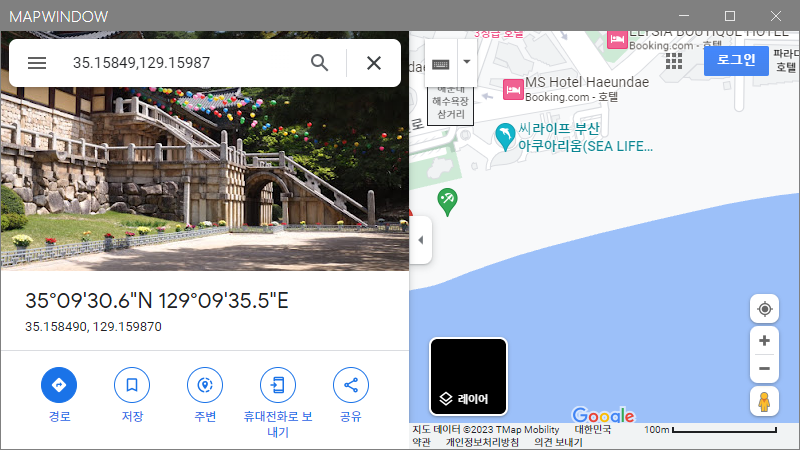 MAPWINDOW
35.15849,129.15987
35°09'30.6"N 129°09'35.5"E
35.158490, 129.159870
경로
저장
주변
휴대전화로 보
내기
공유
3성급 호텔
ELYSIA BOUTIQUE HOTEL
Booking.com - 호텔
로그인
파라다
호텔
MS Hotel Haeundae
Booking.com - 호텔
해운대
해수욕장
삼거리
로
씨라이프 부산
아쿠아리움(SEA LIFE...
레이어
Google
지도 데이터 ©2023 TMap Mobility
대한민국
100m
약관
개인정보처리방침
의견 보내기